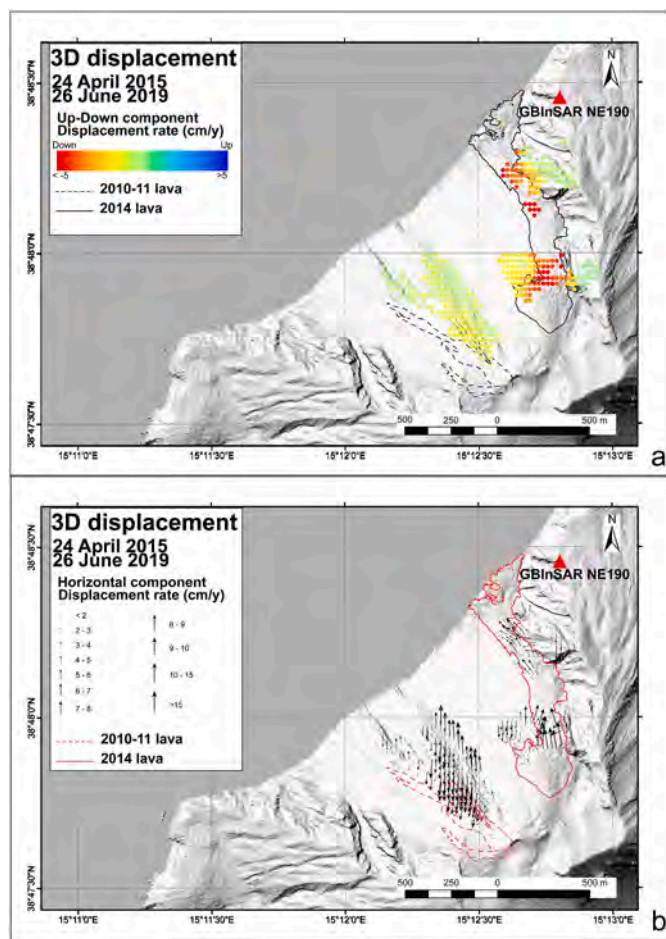 3D displacement
24 April 2015
26 June 2019
Up-Down component
Displacement rate (cm/y)
Down Up
< -5 >5
2010-11 lava
2014 lava
N
GBInSAR NE190
38°48'30"N
38°48'0"N
38°47'30"N
500 250 0 500 m
15°11'0"E 15°11'30"E 15°12'0"E 15°12'30"E 15°13'0"E
a
3D displacement
24 April 2015
26 June 2019
Horizontal component
Displacement rate (cm/y)
< 2
2 - 3
3 - 4
4 - 5
5 - 6
6 - 7
7 - 8
8 - 9
9 - 10
10 - 15
>15
2010-11 lava
2014 lava
N
GBInSAR NE190
38°48'30"N
38°48'0"N
38°47'30"N
500 250 0 500 m
15°11'0"E 15°11'30"E 15°12'0"E 15°12'30"E 15°13'0"E
b